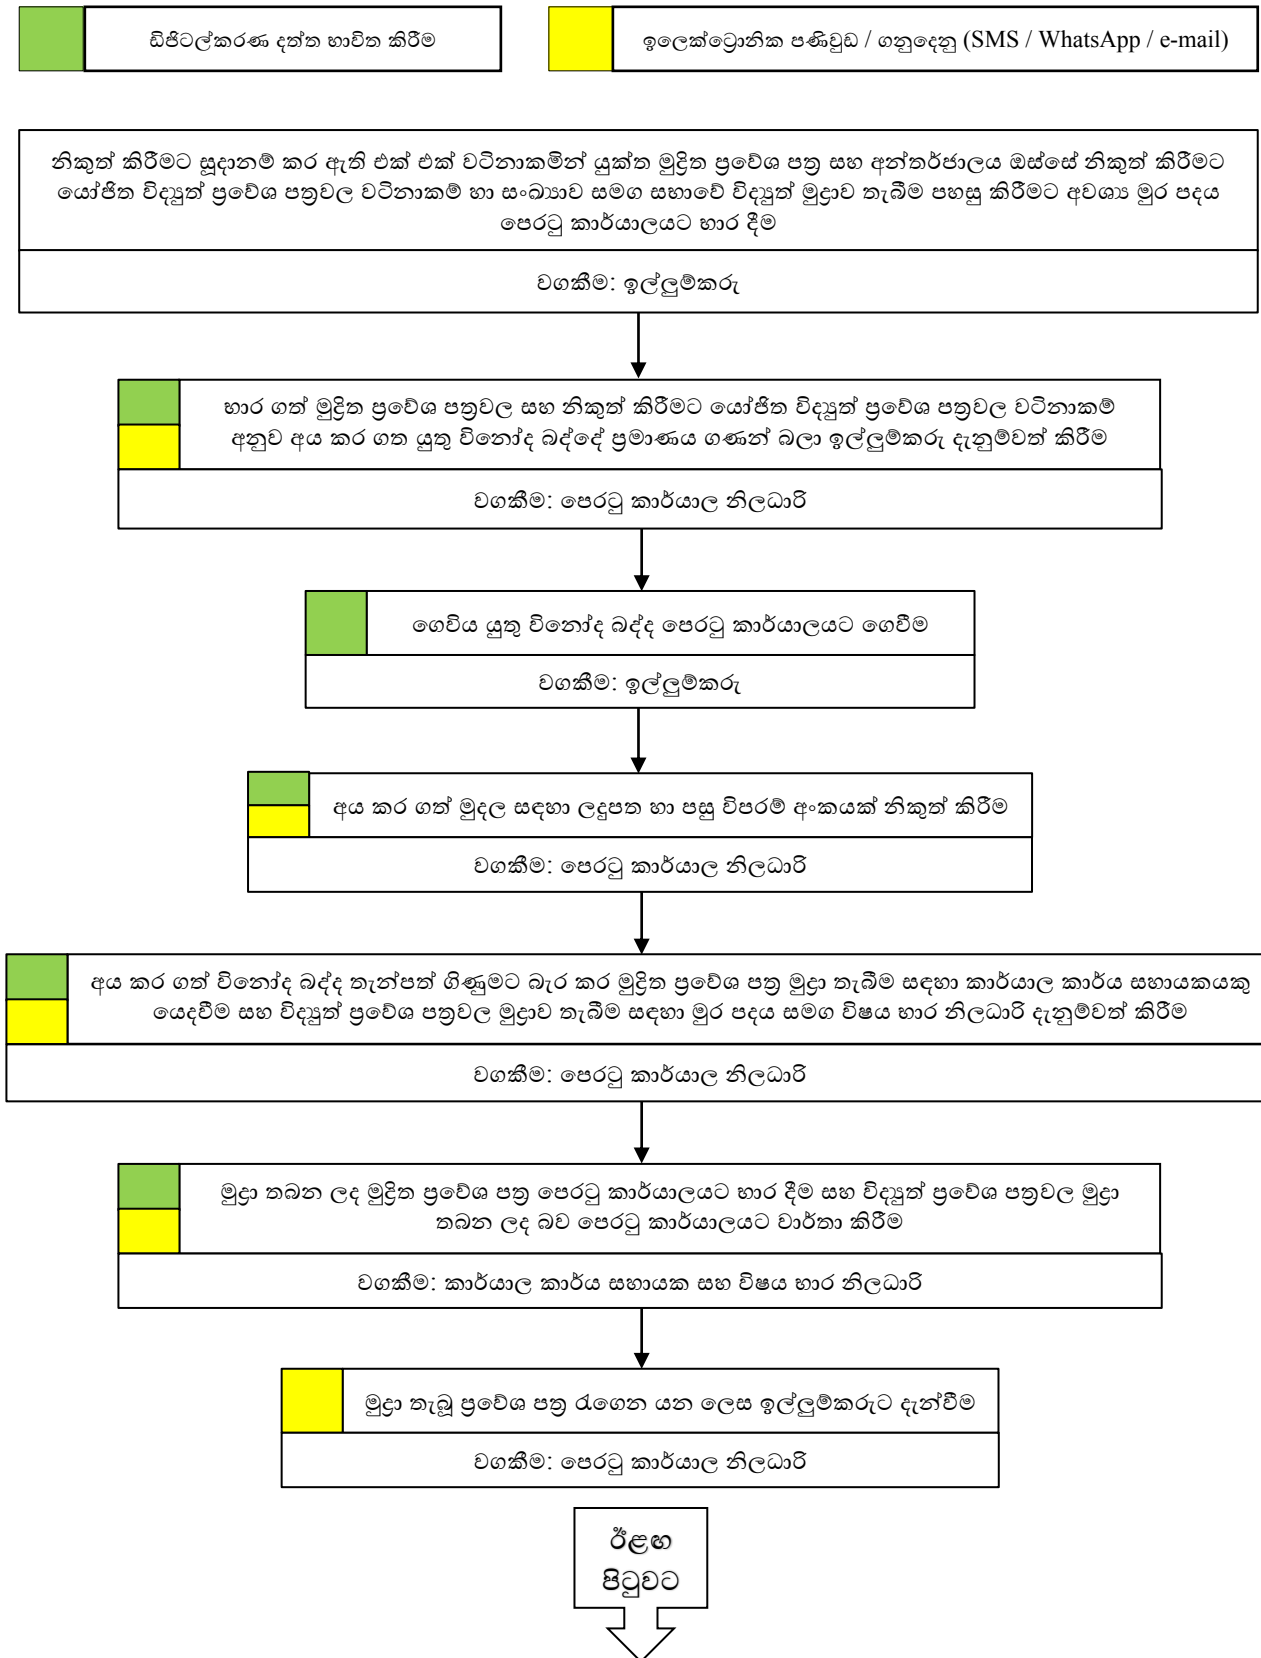 ඩිජිටල්කරණ දත්ත භාවිත කිරීම
ඉලෙක්ට්‍රොනික පණිවුඩ / ගනුදෙනු (SMS / WhatsApp / e-mail)
නිකුත් කිරීමට සූදානම් කර ඇති එක් එක් වටිනාකමින් යුක්ත මුද්‍රිත ප්‍රවේශ පත්‍ර සහ අන්තර්ජාලය ඔස්සේ නිකුත් කිරීමට
යෝජිත විද්‍යුත් ප්‍රවේශ පත්‍රවල වටිනාකම් හා සංඛ්‍යාව සමග සභාවේ විද්‍යුත් මුද්‍රාව තැබීම පහසු කිරීමට අවශ්‍ය මුර පදය
පෙරටු කාර්යාලයට භාර දීම
වගකීම: ඉල්ලුම්කරු
භාර ගත් මුද්‍රිත ප්‍රවේශ පත්‍රවල සහ නිකුත් කිරීමට යෝජිත විද්‍යුත් ප්‍රවේශ පත්‍රවල වටිනාකම්
අනුව අය කර ගත යුතු විනෝද බද්දේ ප්‍රමාණය ගණන් බලා ඉල්ලුම්කරු දැනුම්වත් කිරීම
වගකීම: පෙරටු කාර්යාල නිලධාරි
ගෙවිය යුතු විනෝද බද්ද පෙරටු කාර්යාලයට ගෙවීම
වගකීම: ඉල්ලුම්කරු
අය කර ගත් මුදල සඳහා ලදුපත හා පසු විපරම් අංකයක් නිකුත් කිරීම
වගකීම: පෙරටු කාර්යාල නිලධාරි
අය කර ගත් විනෝද බද්ද තැන්පත් ගිණුමට බැර කර මුද්‍රිත ප්‍රවේශ පත්‍ර මුද්‍රා තැබීම සඳහා කාර්යාල කාර්ය සහායකයකු
යෙදවීම සහ විද්‍යුත් ප්‍රවේශ පත්‍රවල මුද්‍රාව තැබීම සඳහා මුර පදය සමග විෂය භාර නිලධාරි දැනුම්වත් කිරීම
වගකීම: පෙරටු කාර්යාල නිලධාරි
මුද්‍රා තබන ලද මුද්‍රිත ප්‍රවේශ පත්‍ර පෙරටු කාර්යාලයට භාර දීම සහ විද්‍යුත් ප්‍රවේශ පත්‍රවල මුද්‍රා
තබන ලද බව පෙරටු කාර්යාලයට වාර්තා කිරීම
වගකීම: කාර්යාල කාර්ය සහායක සහ විෂය භාර නිලධාරි
මුද්‍රා තැබූ ප්‍රවේශ පත්‍ර රැගෙන යන ලෙස ඉල්ලුම්කරුට දැන්වීම
වගකීම: පෙරටු කාර්යාල නිලධාරි
ඊළඟ
පිටුවට